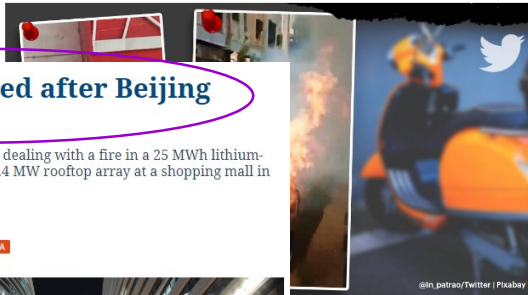 ed after Beijing
dealing with a fire in a 25 MWh lithium-
.4 MW rooftop array at a shopping mall in
A
@in_patrao/Twitter | Pixabay